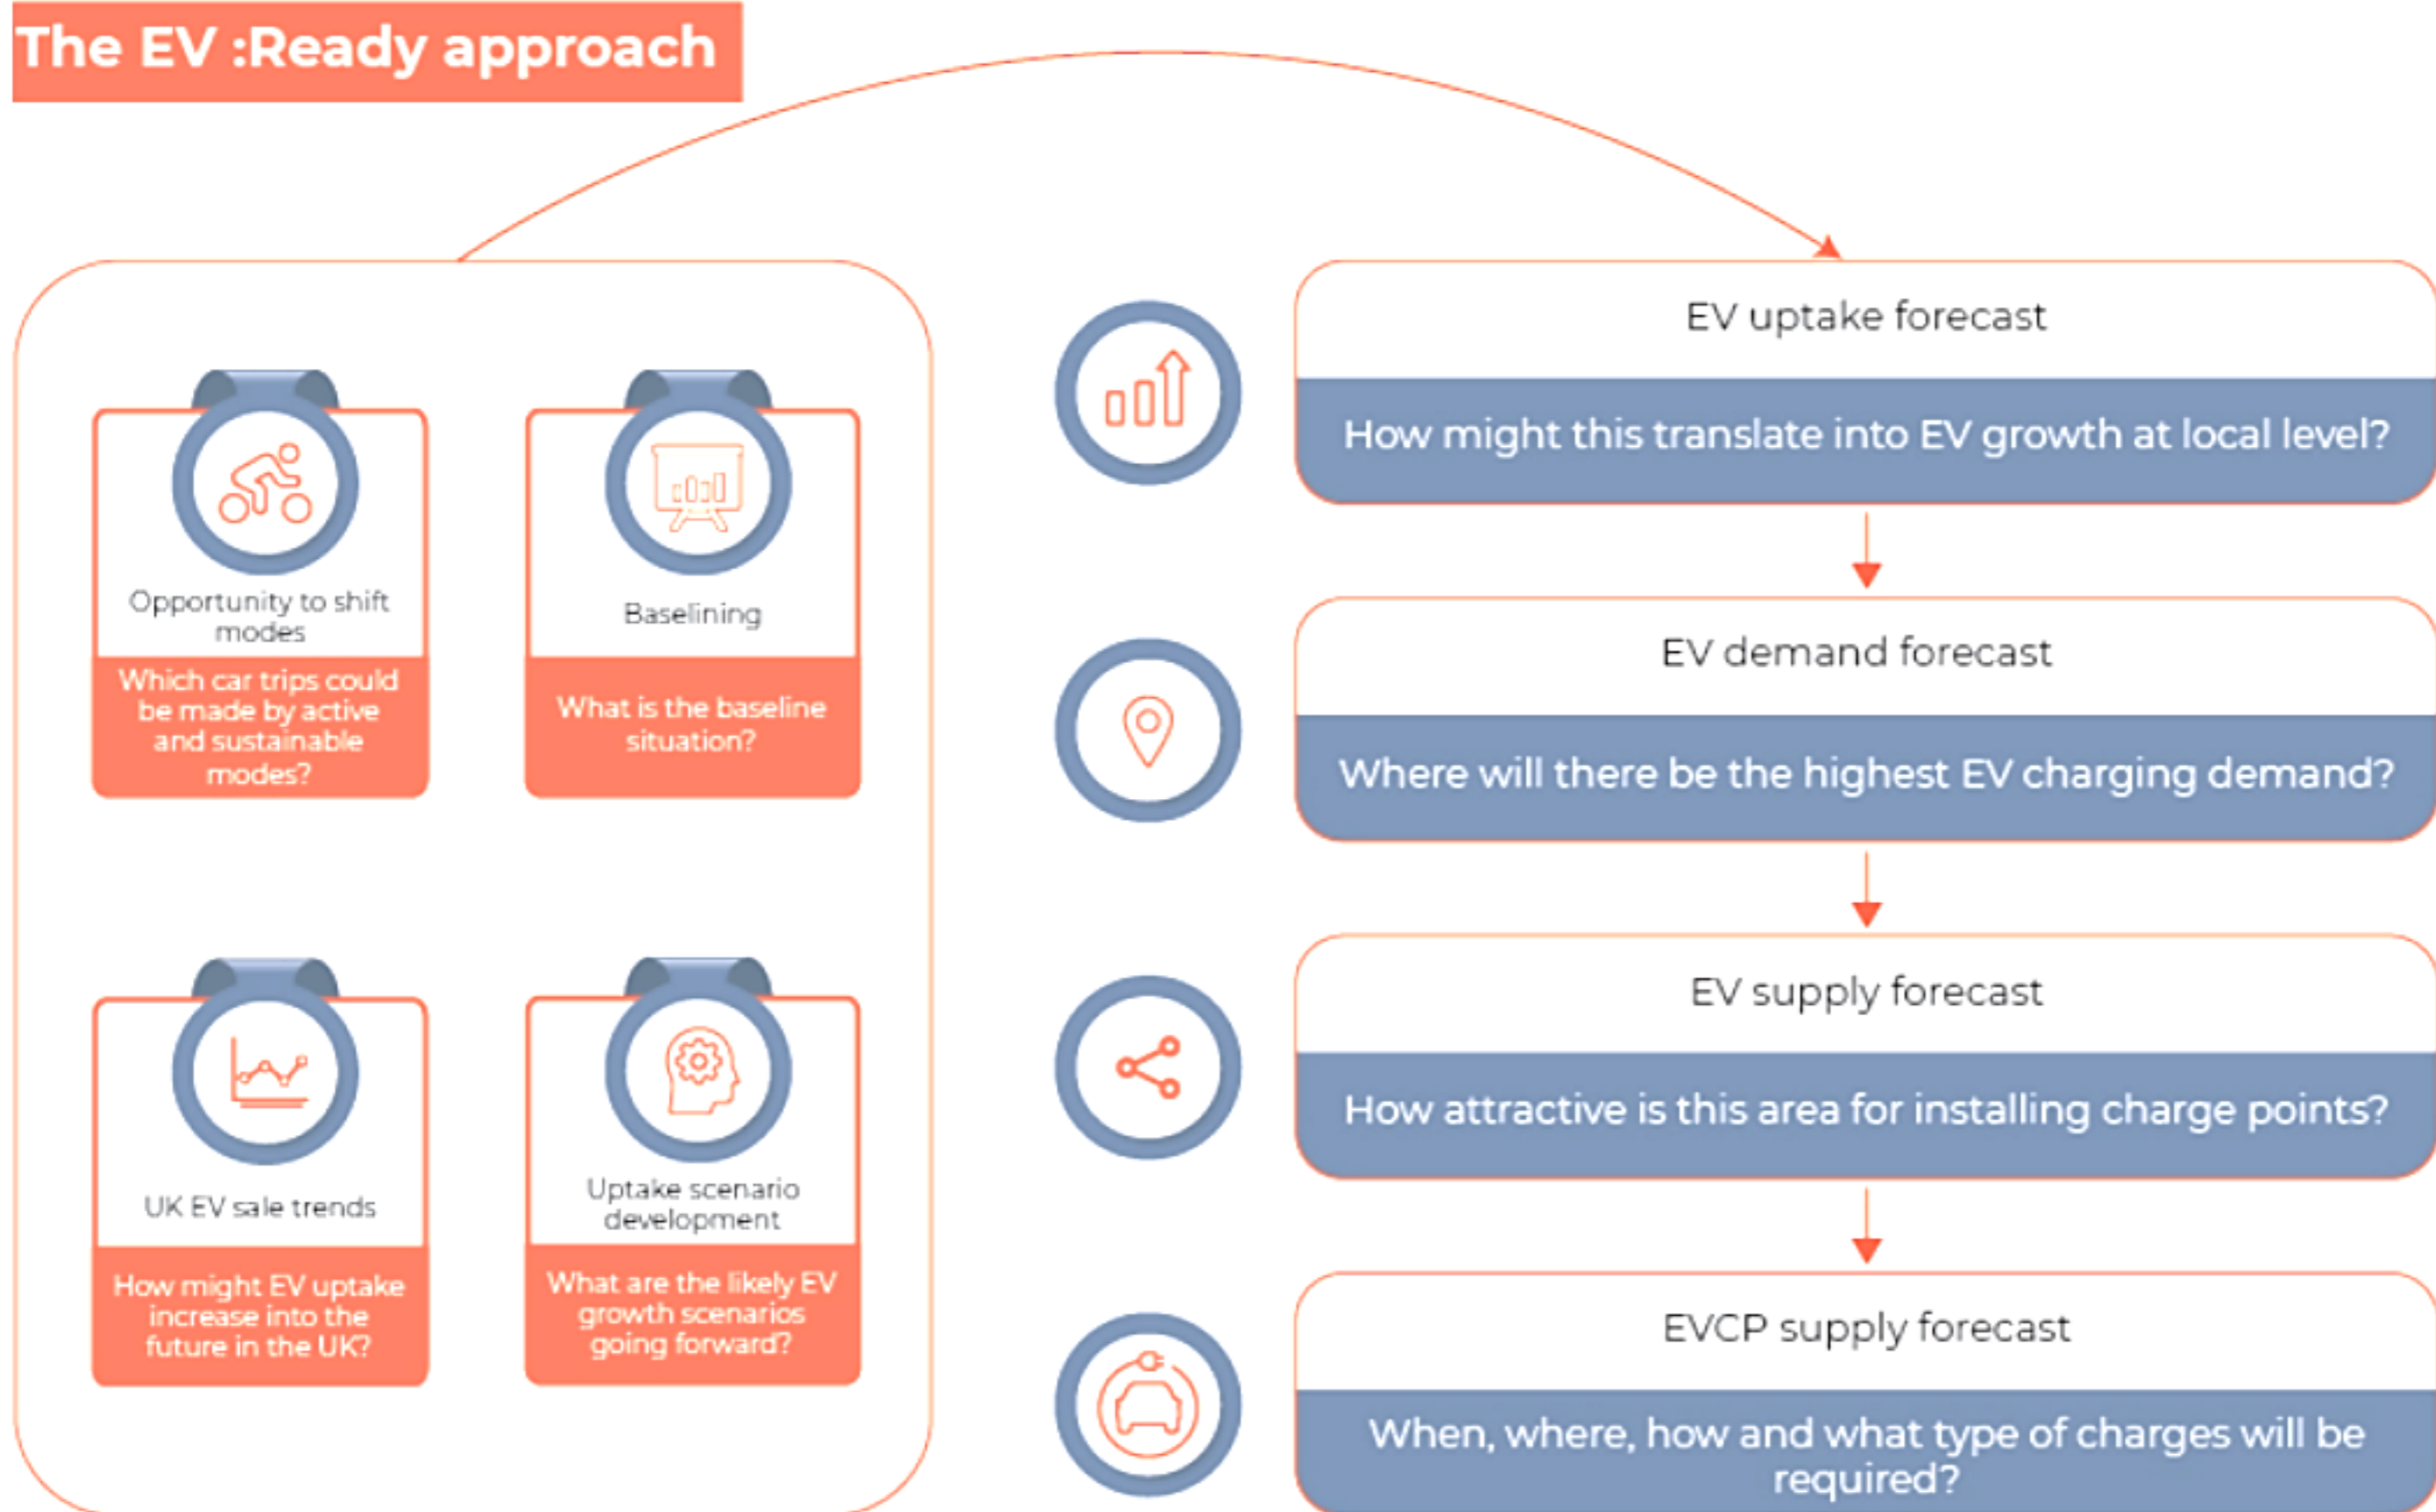 The EV :Ready approach
Opportunity to shift
modes
Which car trips could
be made by active
and sustainable
modes?
Baselining
What is the baseline
situation?
UK EV sale trends
How might EV uptake
increase into the
future in the UK?
Uptake scenario
development
What are the likely EV
growth scenarios
going forward?
EV uptake forecast
How might this translate into EV growth at local level?
EV demand forecast
Where will there be the highest EV charging demand?
EV supply forecast
How attractive is this area for installing charge points?
EVCP supply forecast
When, where, how and what type of charges will be
required?